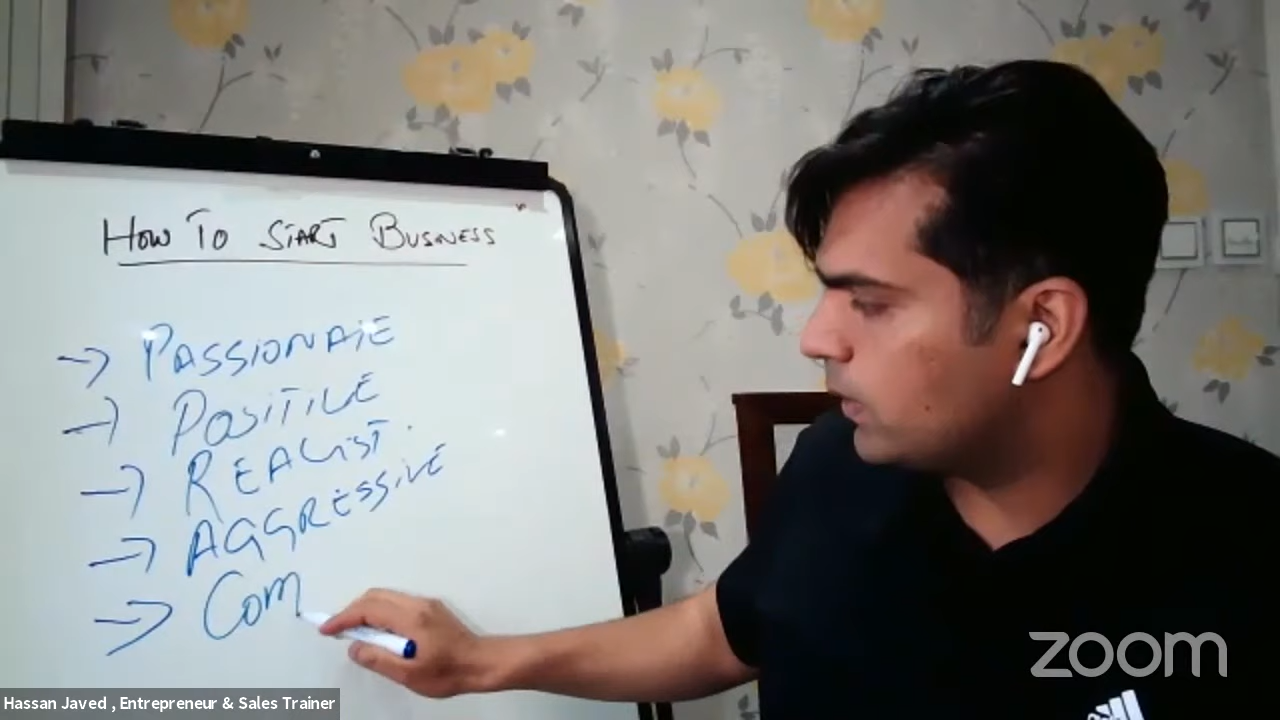 How To Start Business
→ PASSIONATE
→ POSITIVE
→ REALIST.
→ AGGRESSIVE
→ Com
zoom
Hassan Javed , Entrepreneur & Sales Trainer